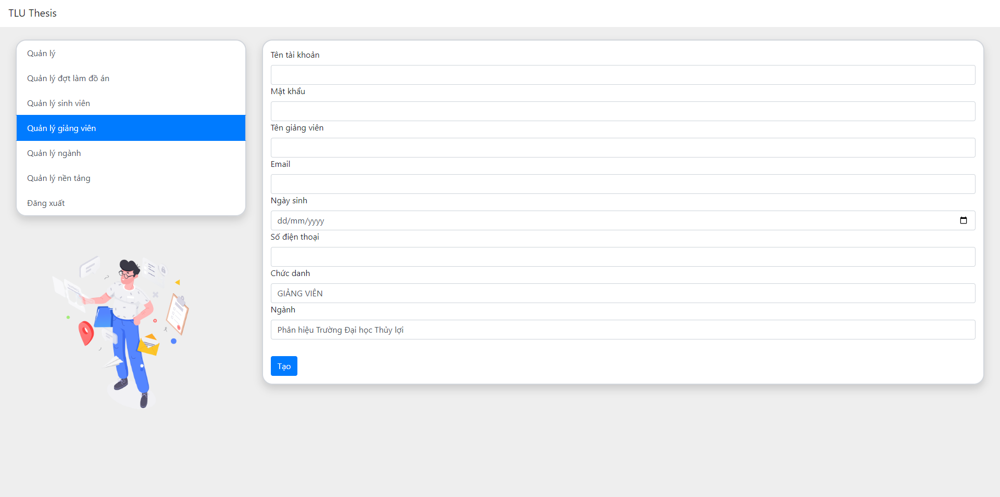 TLU Thesis
Quản lý
Quản lý đợt làm đồ án
Quản lý sinh viên
Quản lý giảng viên
Quản lý ngành
Quản lý nền tảng
Đăng xuất
Tên tài khoản
Mật khẩu
Tên giảng viên
Email
Ngày sinh
dd/mm/yyyy
Số điện thoại
Chức danh
GIẢNG VIÊN
Ngành
Phân hiệu Trường Đại học Thủy lợi
Tạo